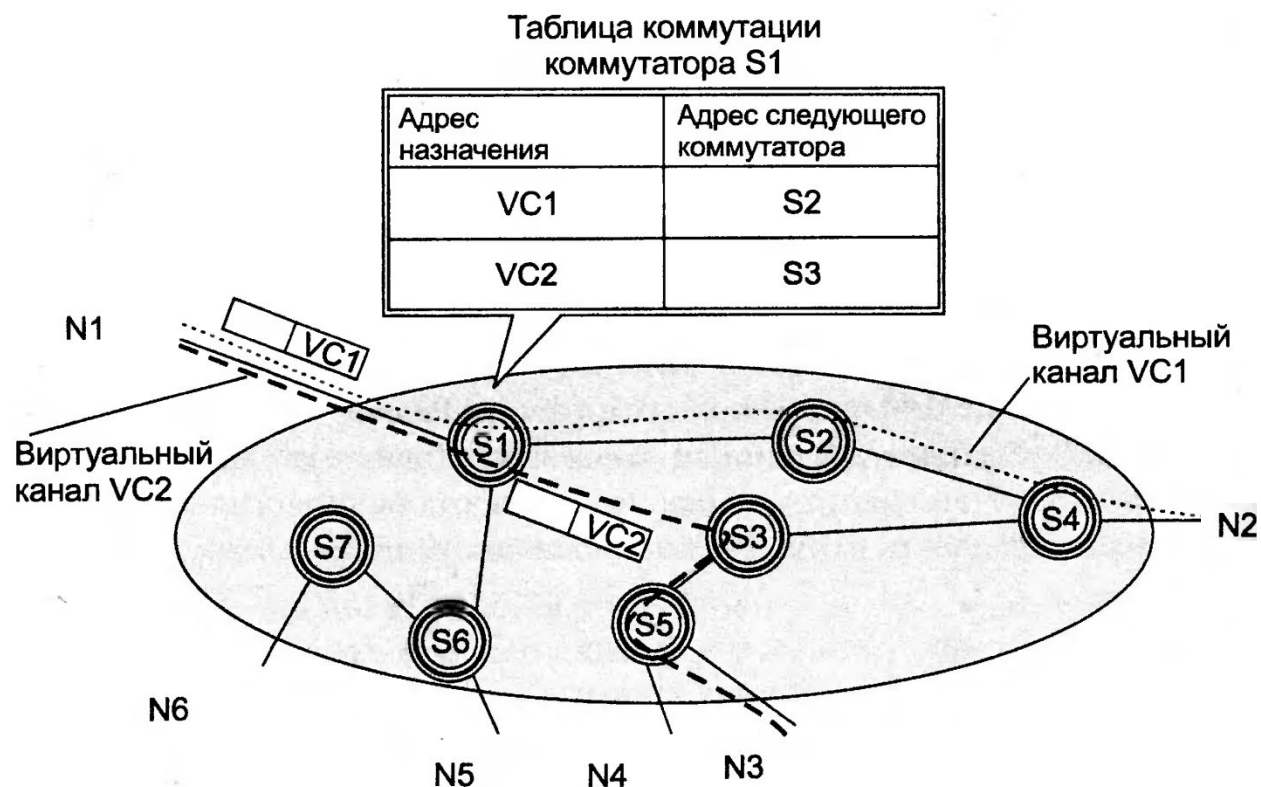 Таблица коммутации
коммутатора S1
Адрес
назначения
Адрес следующего
коммутатора
VC1
S2
VC2
S3
N1
VC1
Виртуальный
канал VC1
Виртуальный
канал VC2
S1
S2
VC2
S3
S4
N2
S7
S6
S5
N6
N5
N4
N3